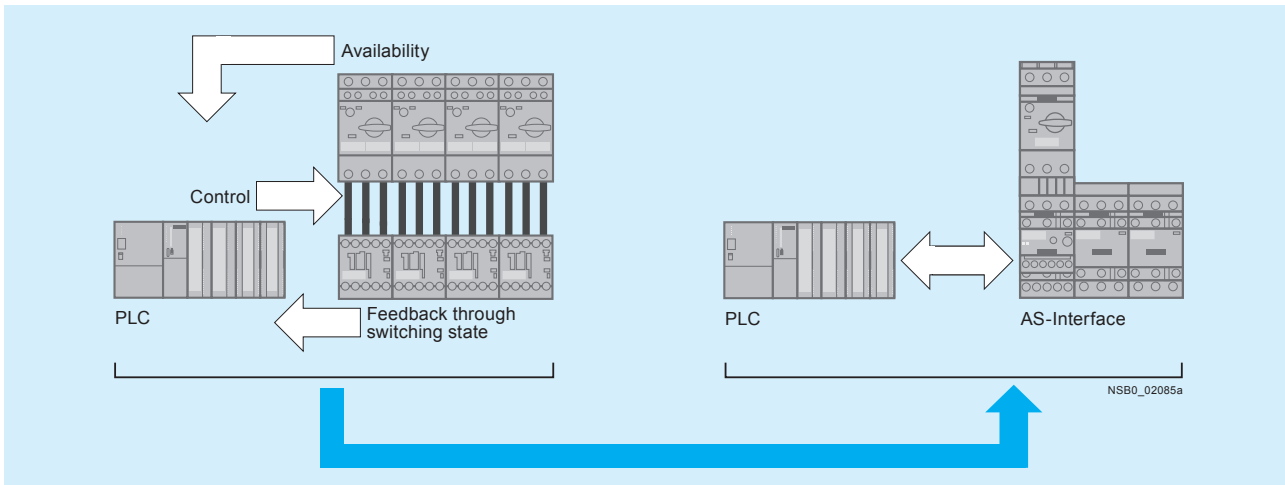 Availability
Control
PLC
Feedback through
switching state
PLC
AS-Interface
NSB0_02085a